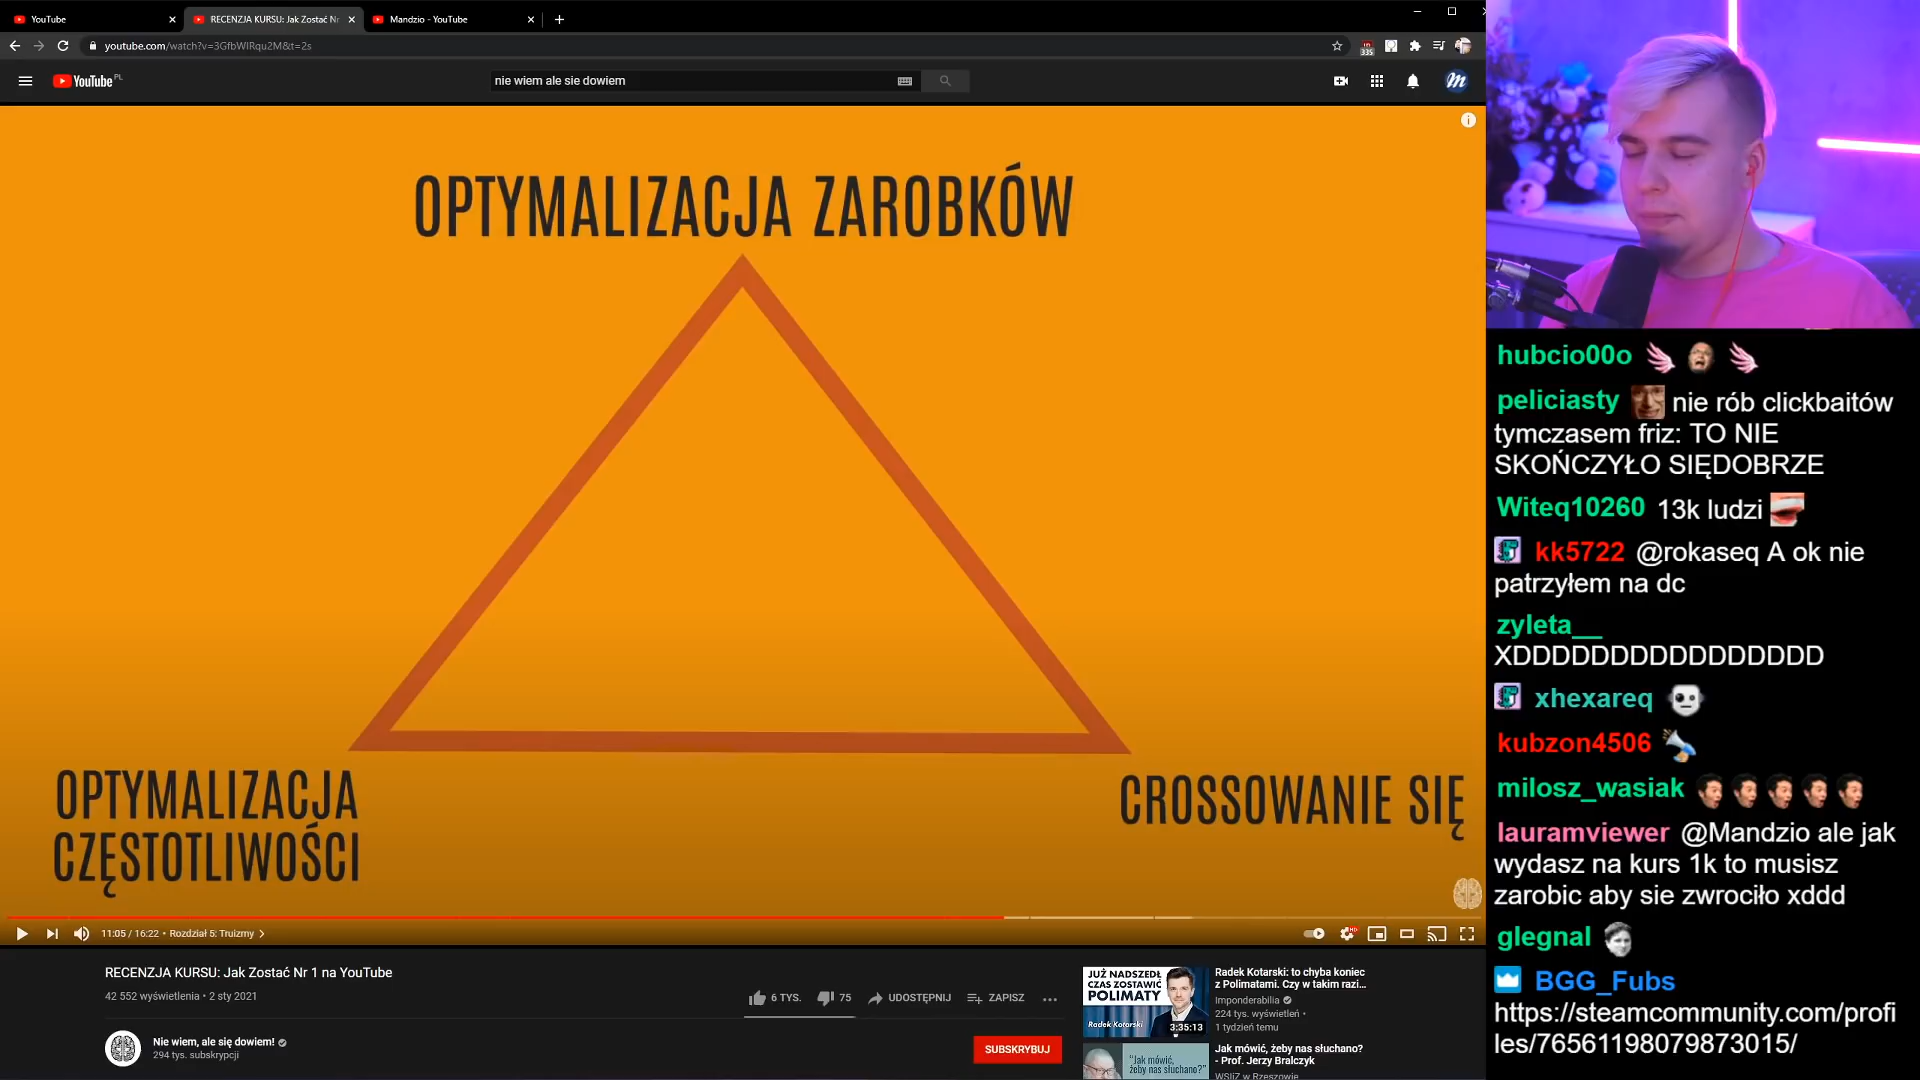 YouTube
RECENZJA KURSU: Jak Zostać Nr
Mandzio - YouTube
youtube.com/watch?v=3GfbWlRqu2M&t=2s
335
YouTube PL
nie wiem ale sie dowiem
OPTYMALIZACJA ZAROBKÓW
OPTYMALIZACJA
CZĘSTOTLIWOŚCI
CROSSOWANIE SIĘ
11:05 / 16:22 • Rozdział 5: Truizmy
HD
RECENZJA KURSU: Jak Zostać Nr 1 na YouTube
42 552 wyświetlenia • 2 sty 2021
6 TYS.
75
UDOSTĘPNIJ
ZAPISZ
Nie wiem, ale się dowiem!
294 tys. subskrypcji
SUBSKRYBUJ
JUŻ NADSZEDŁ
CZAS ZOSTAWIĆ
POLIMATY
Radek Kotarski
3:35:13
Radek Kotarski: to chyba koniec
z Polimatami. Czy w takim razi...
Imponderabilia
224 tys. wyświetleń •
1 tydzień temu
"Jak mówić,
żeby nas słuchano?"
Jak mówić, żeby nas słuchano?
- Prof. Jerzy Bralczyk
WSIiZ w Rzeszowie
hubcio00o
peliciasty nie rób clickbaitów
tymczasem friz: TO NIE
SKOŃCZYŁO SIĘDOBRZE
Witeq10260 13k ludzi
kk5722 @rokaseq A ok nie
patrzyłem na dc
zyleta__
XDDDDDDDDDDDDDDDD
xhexareq
kubzon4506
milosz_wasiak
lauramviewer @Mandzio ale jak
wydasz na kurs 1k to musisz
zarobic aby sie zwrociło xddd
glegnal
BGG_Fubs
https://steamcommunity.com/profi
les/76561198079873015/